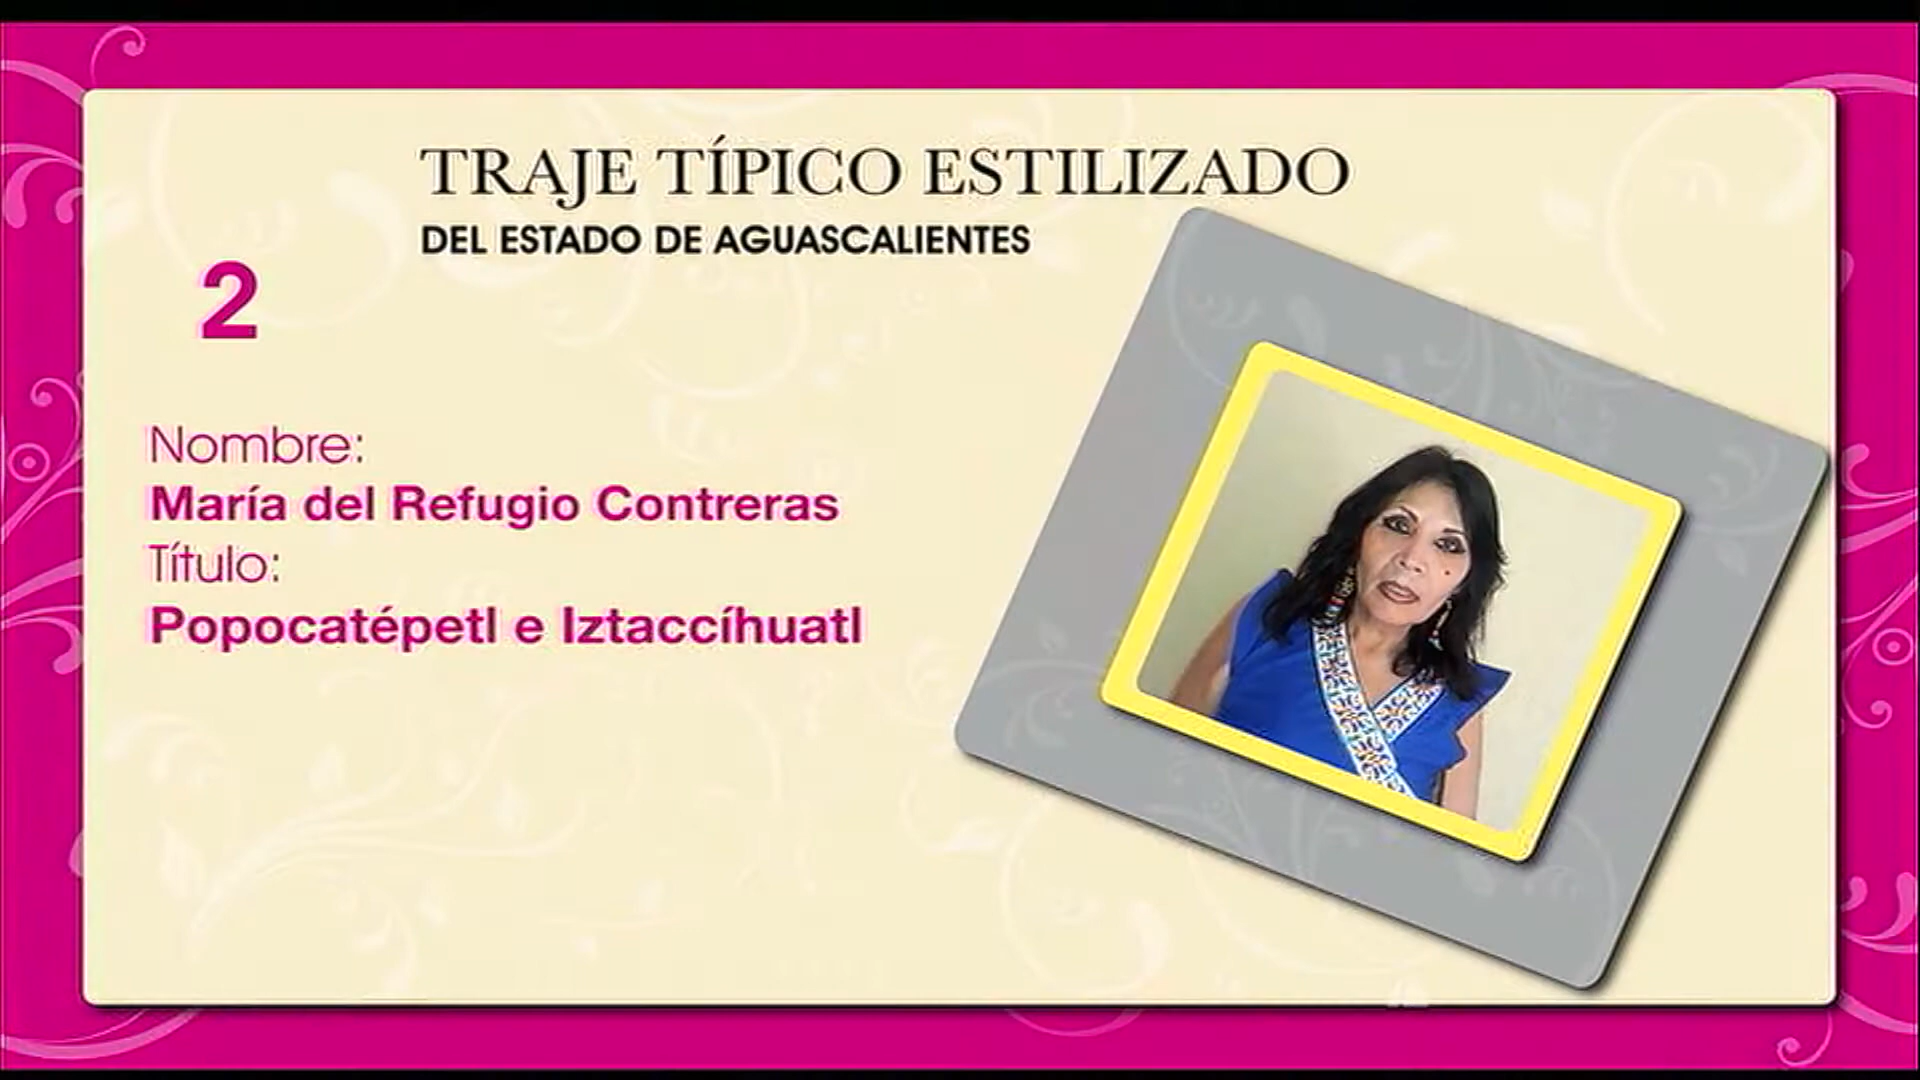 TRAJE TÍPICO ESTILIZADO
DEL ESTADO DE AGUASCALIENTES
2
Nombre:
María del Refugio Contreras
Título:
Popocatépetl e Iztaccíhuatl